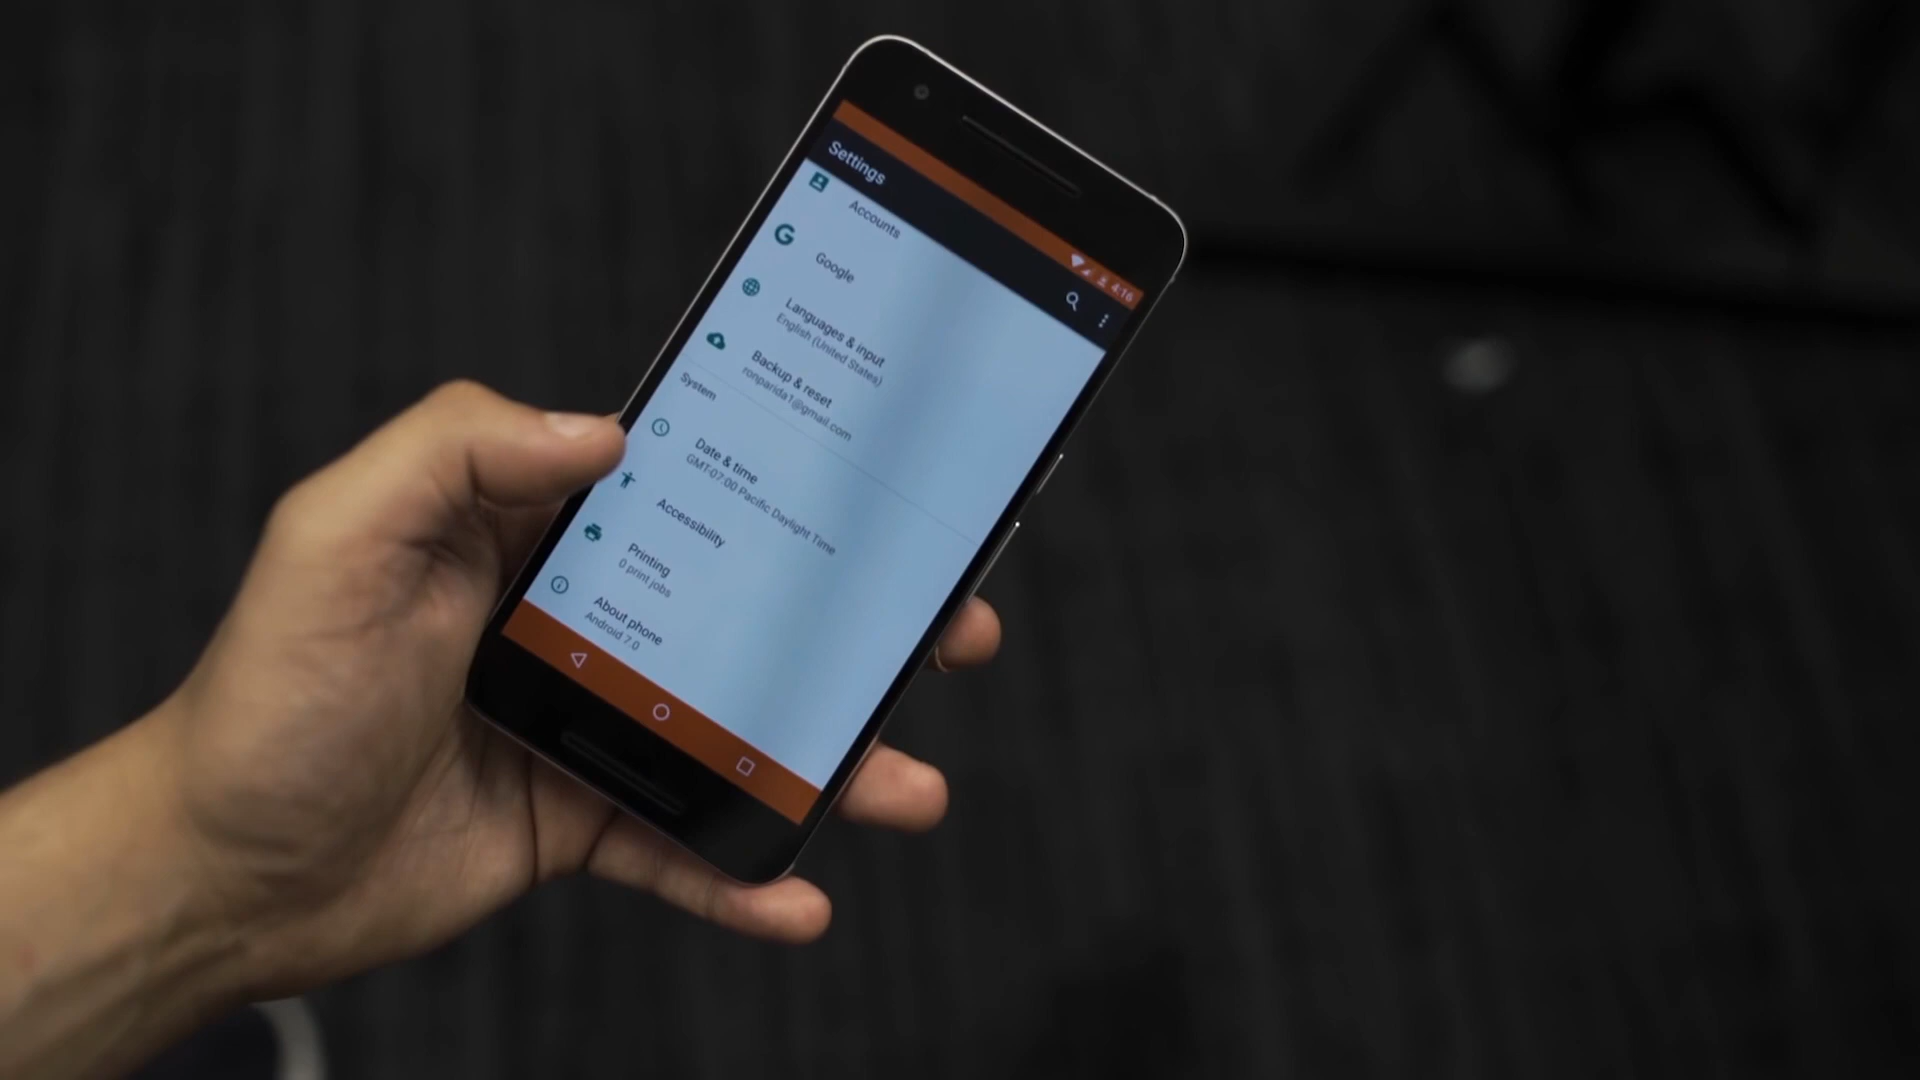 4:16
Settings
Accounts
Google
Languages & input
English (United States)
Backup & reset
ronparida1@gmail.com
System
Date & time
GMT-07:00 Pacific Daylight Time
Accessibility
Printing
0 print jobs
About phone
Android 7.0